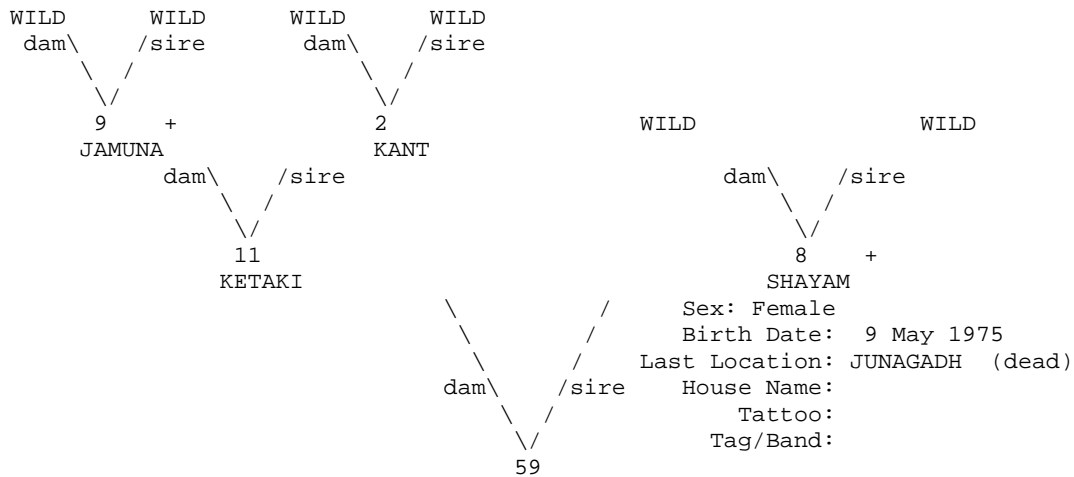 WILD WILD WILD WILD
dam\ /sire dam\ /sire
\ / \ /
\/ \/
9 + 2 WILD WILD
JAMUNA KANT
dam\ /sire dam\ /sire
\ / \ /
\/ \/
11 8 +
KETAKI SHAYAM
\ / Sex: Female
\ / Birth Date: 9 May 1975
\ / Last Location: JUNAGADH (dead)
dam\ /sire House Name:
\ / Tattoo:
\/ Tag/Band:
59